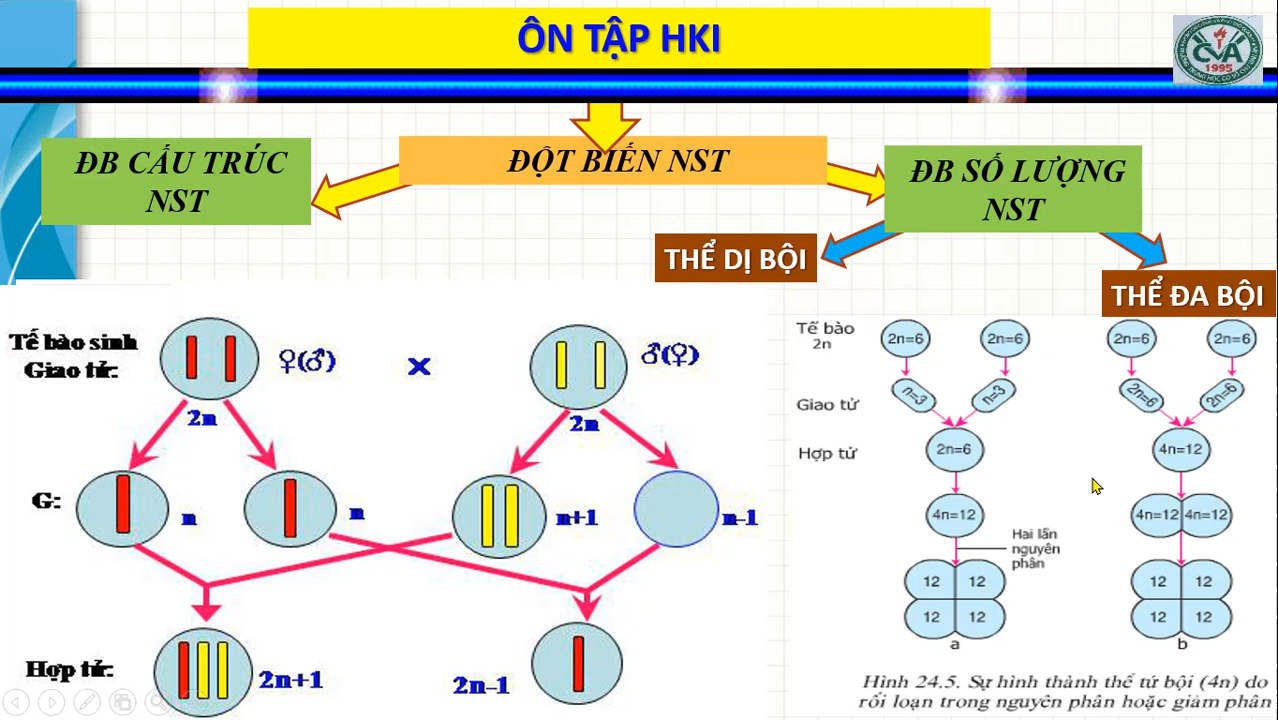 ÔN TẬP HKI
CVA
1995
ĐỘT BIẾN NST
ĐB CẤU TRÚC
NST
ĐB SỐ LƯỢNG
NST
THỂ DỊ BỘI
THỂ ĐA BỘI
Tế bào sinh
Giao tử:
♀(♂)
x
♂(♀)
2n
2n
G:
n
n
n+1
n-1
Hợp tử:
2n+1
2n-1
Tế bào
2n
2n=6
2n=6
2n=6
2n=6
Giao tử
n=3
n=3
2n=6
2n=6
Hợp tử
2n=6
4n=12
4n=12
4n=12
4n=12
Hai lần
nguyên
phân
12
12
12
12
12
12
12
12
a
b
Hình 24.5. Sự hình thành thể tứ bội (4n) do
rối loạn trong nguyên phân hoặc giảm phân